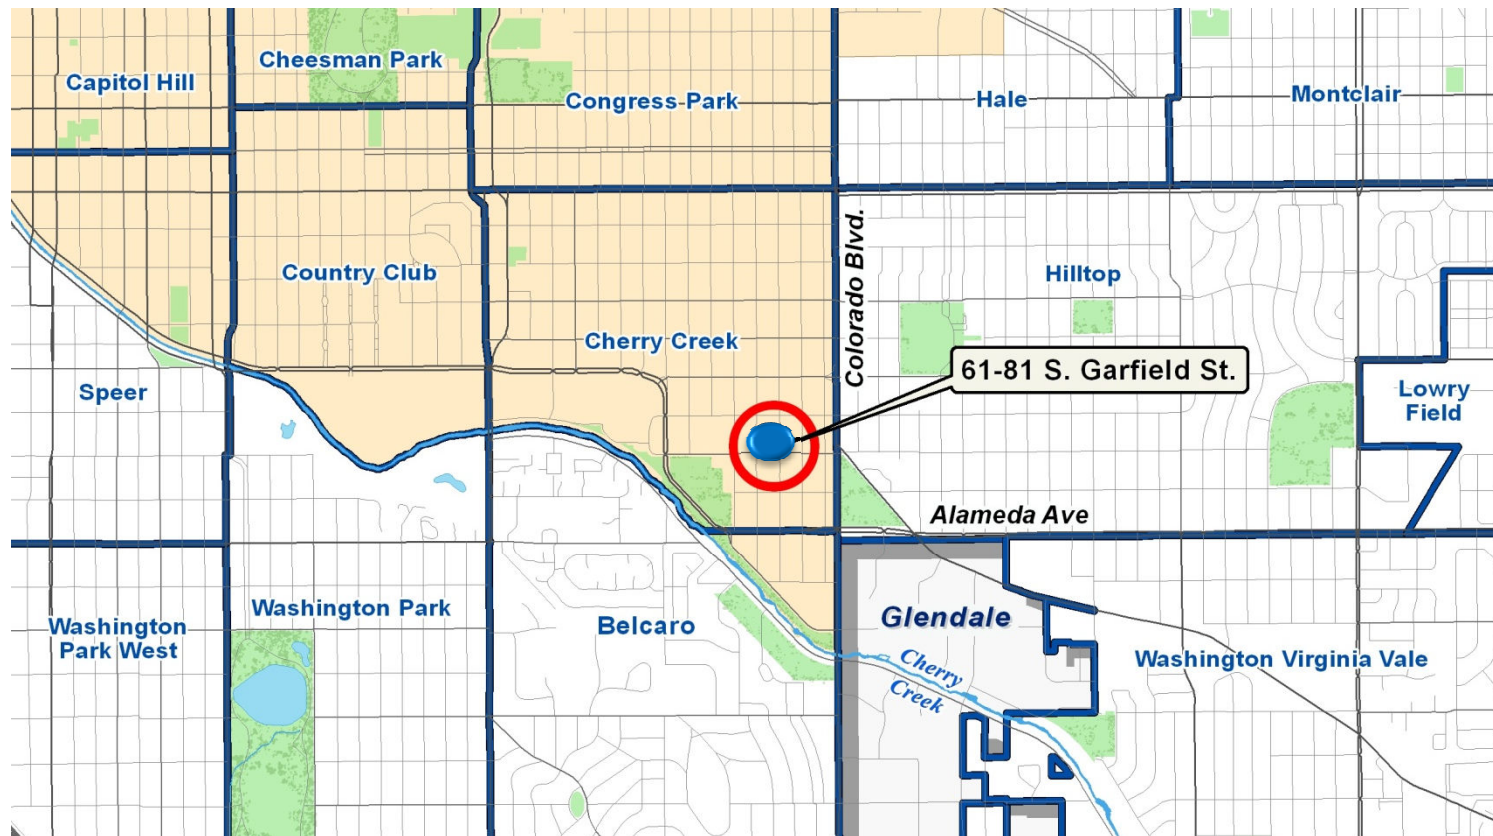 Cheesman Park
Capitol Hill
Congress Park
Hale
Montclair
Country Club
Colorado Blvd.
Hilltop
Cherry Creek
61-81 S. Garfield St.
Speer
Lowry
Field
Alameda Ave
Washington Park
Washington
Park West
Belcaro
Glendale
Cherry
Creek
Washington Virginia Vale